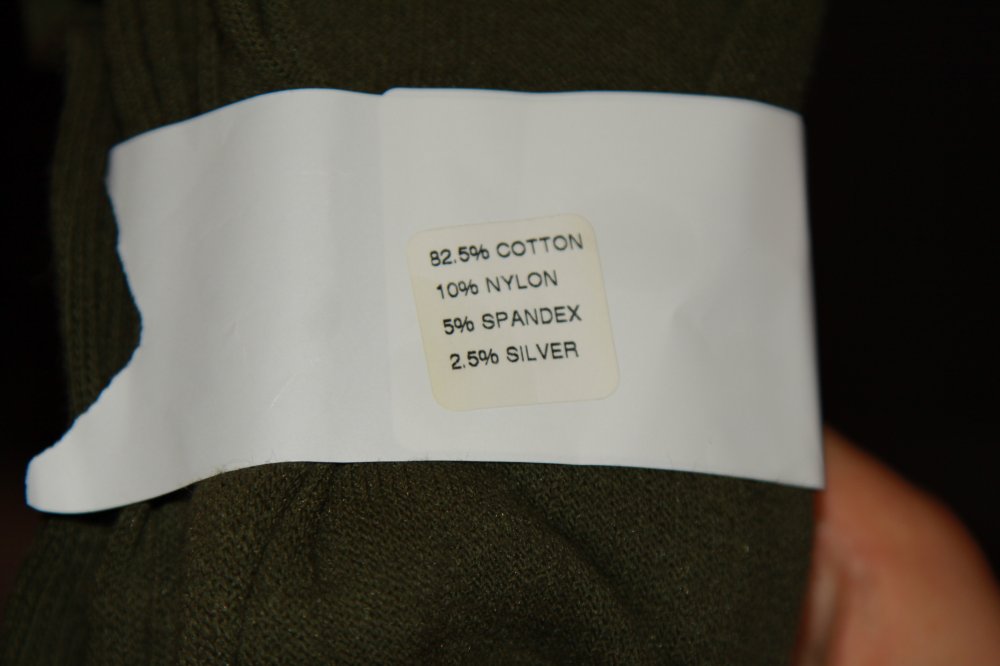 82.5% COTTON
10% NYLON
5% SPANDEX
2.5% SILVER